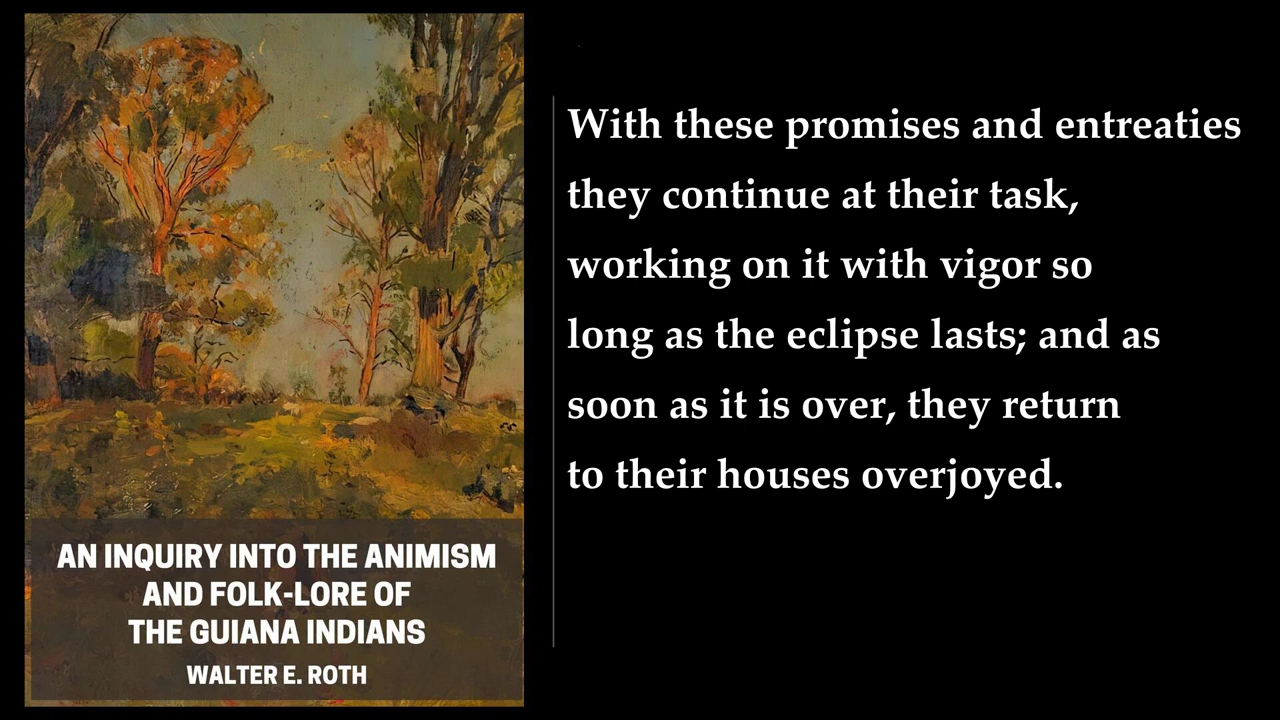 AN INQUIRY INTO THE ANIMISM
AND FOLK-LORE OF
THE GUIANA INDIANS
WALTER E. ROTH
With these promises and entreaties
they continue at their task,
working on it with vigor so
long as the eclipse lasts; and as
soon as it is over, they return
to their houses overjoyed.